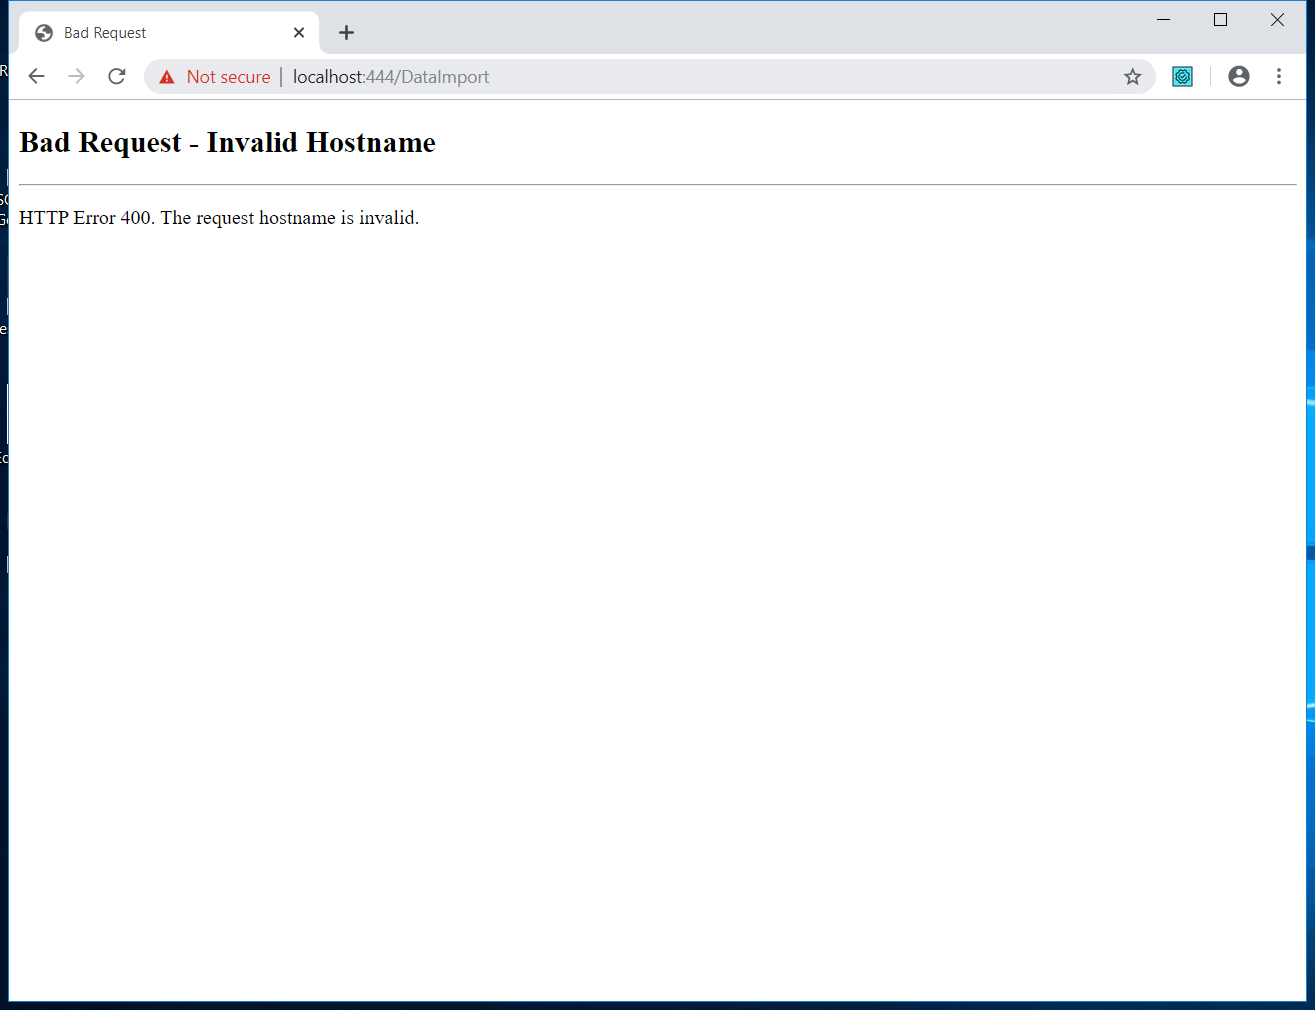 Bad Request
Not secure | localhost:444/DataImport
Bad Request - Invalid Hostname
HTTP Error 400. The request hostname is invalid.